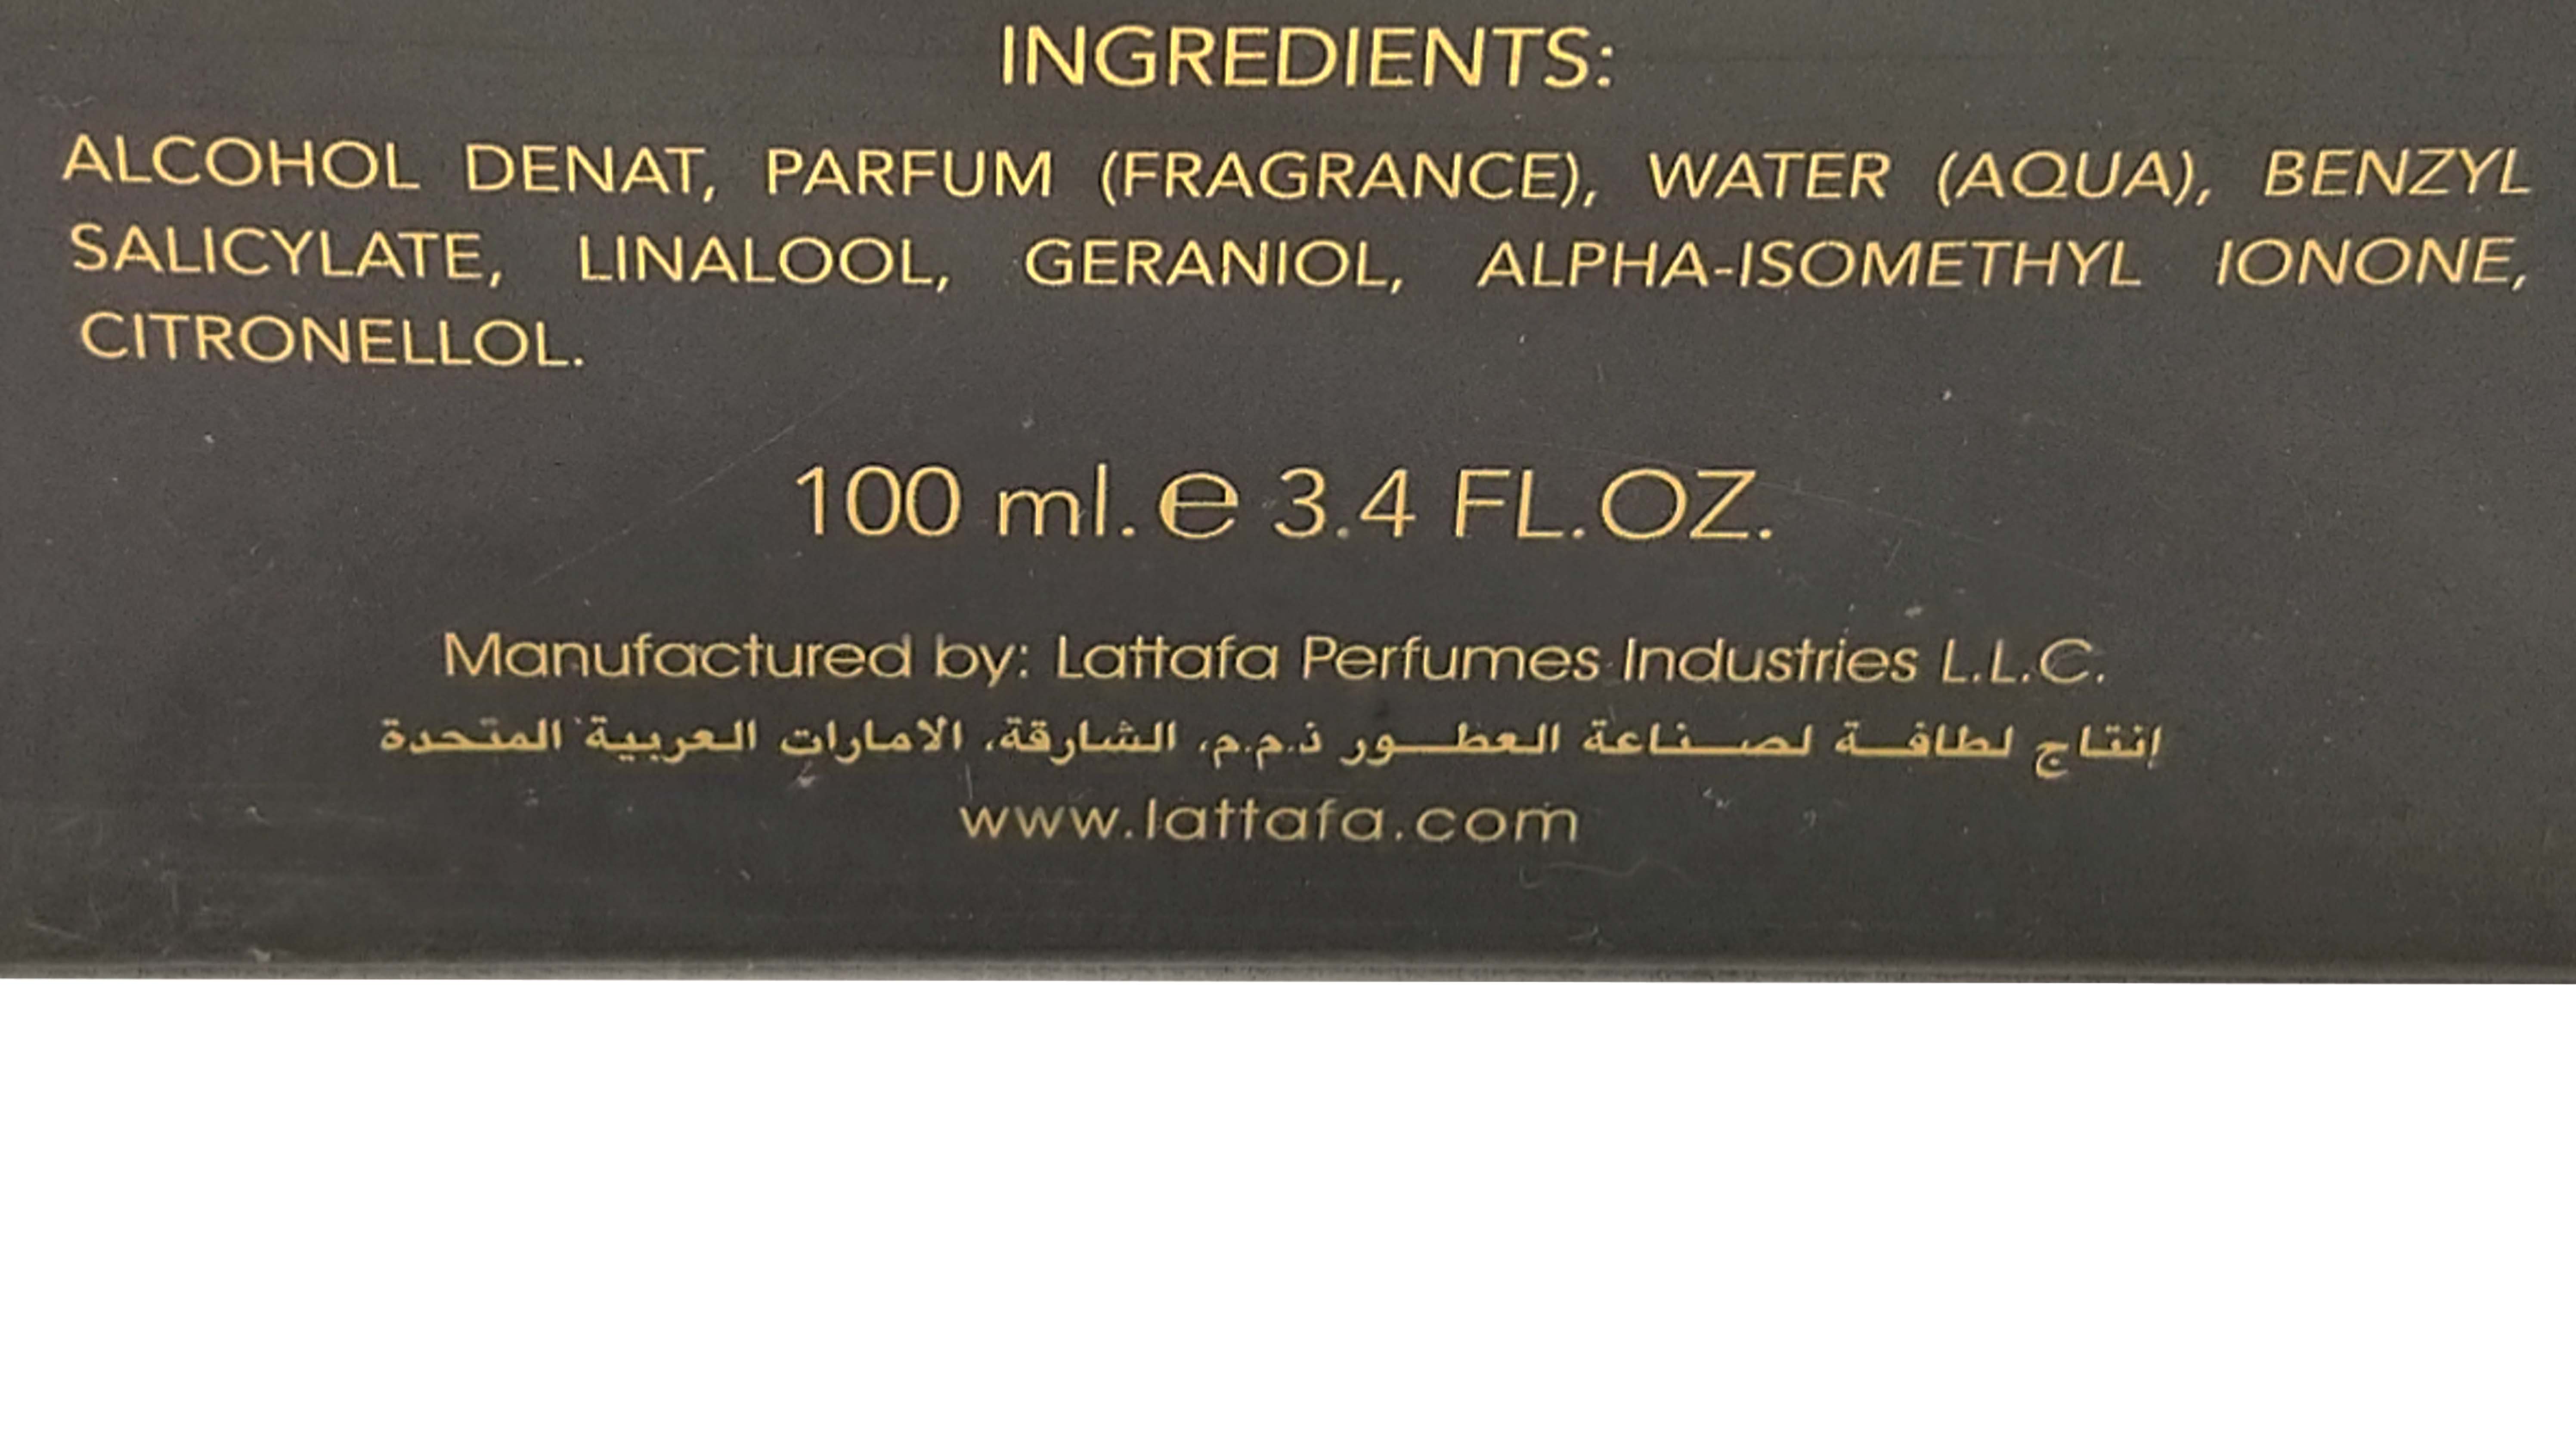 INGREDIENTS:
ALCOHOL DENAT, PARFUM (FRAGRANCE), WATER (AQUA), BENZYL
SALICYLATE, LINALOOL, GERANIOL, ALPHA-ISOMETHYL IONONE,
CITRONELLOL.
100 ml. e 3.4 FL.OZ.
Manufactured by: Lattafa Perfumes Industries L.L.C.
إنتاج لطافة لصناعة العطور ذ.م.م، الشارقة، الامارات العربية المتحدة
www.lattafa.com